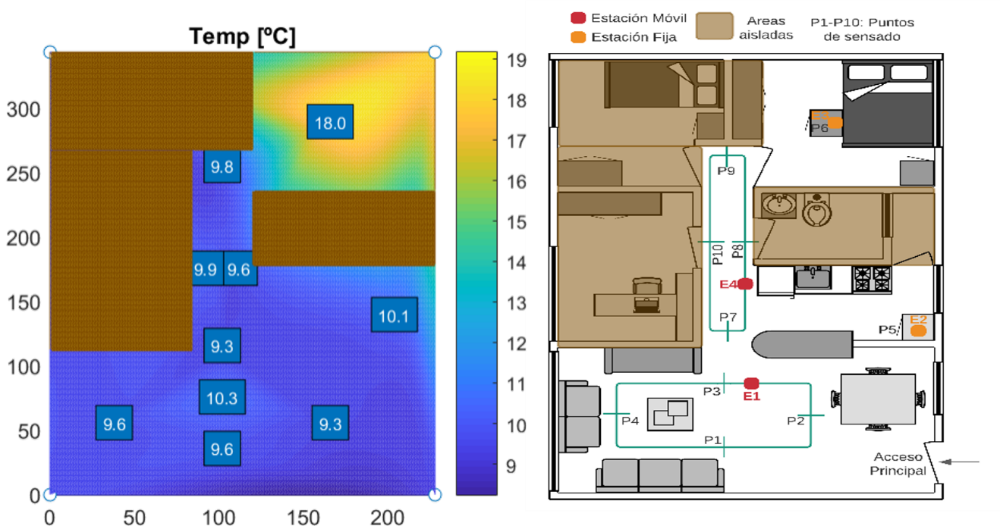 Temp [ºC]
300
250
200
150
100
50
0
0
50
100
150
200
18.0
9.8
9.9
9.6
10.1
9.3
10.3
9.6
9.3
9.6
19
18
17
16
15
14
13
12
11
10
9
Estación Móvil
Estación Fija
Areas
aisladas
P1-P10: Puntos
de sensado
E3
P6
P9
P10
P8
E4
P7
E2
P5
P3
E1
P4
P2
P1
Acceso
Principal